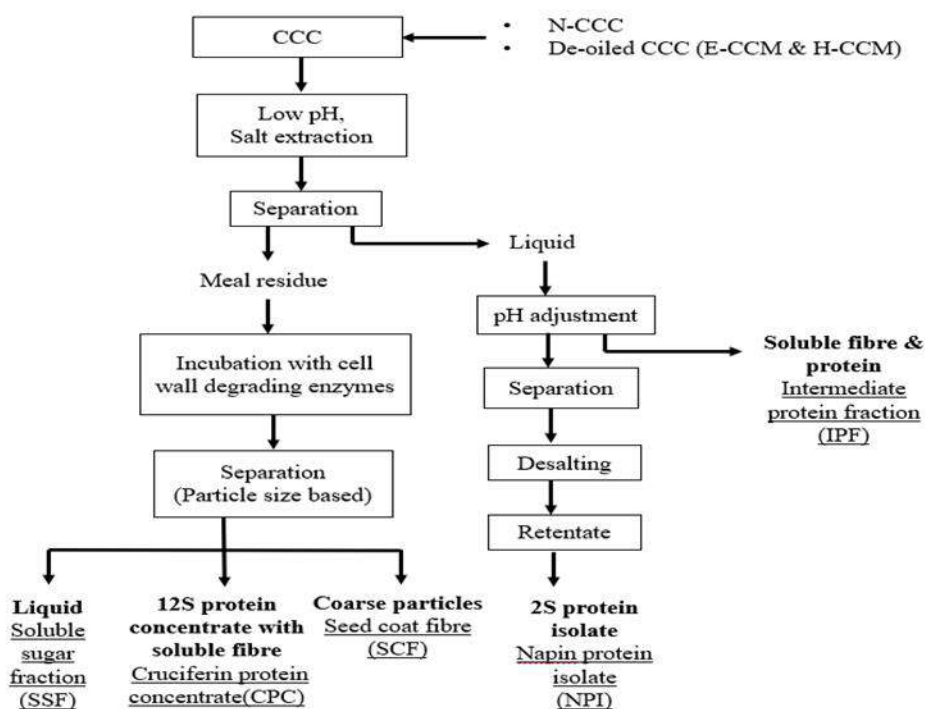 CCC
• N-CCC
• De-oiled CCC (E-CCM & H-CCM)
Low pH,
Salt extraction
Separation
Liquid
Meal residue
pH adjustment
Soluble fibre &
protein
Intermediate
protein fraction
(IPF)
Incubation with cell
wall degrading enzymes
Separation
Desalting
Separation
(Particle size based)
Retentate
Liquid
Soluble
sugar
fraction
(SSF)
12S protein
concentrate with
soluble fibre
Cruciferin protein
concentrate(CPC)
Coarse particles
Seed coat fibre
(SCF)
2S protein
isolate
Napin protein
isolate
(NPI)